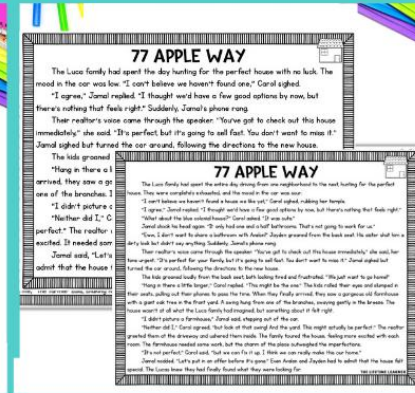 77 APPLE WAY
The Luca family had spent the day hunting for the perfect house with no luck. The
mood in the car was low. "I can't believe we haven't found one," Carol sighed.
"I agree," Jamal replied. "I thought we'd have a few good options by now, but
there's nothing that feels right." Suddenly, Jamal's phone rang.
Their realtor's voice came through the speaker. "You've got to check out this house
immediately," she said. "It's perfect, but it's going to sell fast. You don't want to miss it."
Jamal sighed but turned the car around, following the directions to the new house.
The kids groaned
"Hang in there a l
arrived, they saw a go
one of the branches. I
"I didn't picture c
"Neither did I," C
perfect." The realtor
excited. It needed som
Jamal said, "Let's
admit that the house f
77 APPLE WAY
The Luca family had spent the entire day driving from one neighborhood to the next, hunting for the perfect
house. They were completely exhausted, and the mood in the car was sour.
"I can't believe we haven't found a house we like yet," Carol sighed, rubbing her temple.
"I agree," Jamal replied. "I thought we'd have a few good options by now, but there's nothing that feels right."
"What about the blue colored house?" Carol asked. "It was cute."
Jamal shook his head again. "It only had one and a half bathrooms. That's not going to work for us."
"Eww, I don't want to share a bathroom with Avalon!" Jayden groaned from the back seat. His sister shot him a
dirty look but didn't say anything. Suddenly, Jamal's phone rang.
Their realtor's voice came through the speaker. "You've got to check out this house immediately," she said, her
tone urgent. "It's perfect for your family, but it's going to sell fast. You don't want to miss it." Jamal sighed but
turned the car around, following the directions to the new house.
The kids groaned loudly from the back seat, both looking tired and frustrated. "We just want to go home!"
"Hang in there a little longer," Carol replied. "This might be the one." The kids rolled their eyes and slumped in
their seats, pulling out their phones to pass the time. When they finally arrived, they saw a gorgeous old farmhouse
with a giant oak tree in the front yard. A swing hung from one of the branches, swaying gently in the breeze. The
house wasn't at all what the Luca family had imagined, but something about it felt right.
"I didn't picture a farmhouse," Jamal said, stepping out of the car.
"Neither did I," Carol agreed, "but look at that swing! And the yard. This might actually be perfect." The realtor
greeted them at the driveway and ushered them inside. The family toured the house, feeling more excited with each
room. The farmhouse needed some work, but the charm of the place outweighed the imperfections.
"It's not perfect," Carol said, "but we can fix it up. I think we can really make the our home."
Jamal nodded. "Let's put in an offer before it's gone." Even Avalon and Jayden had to admit that the house felt
special. The Lucas knew they had finally found what they were looking for.
THE LIFETIME LEARNER